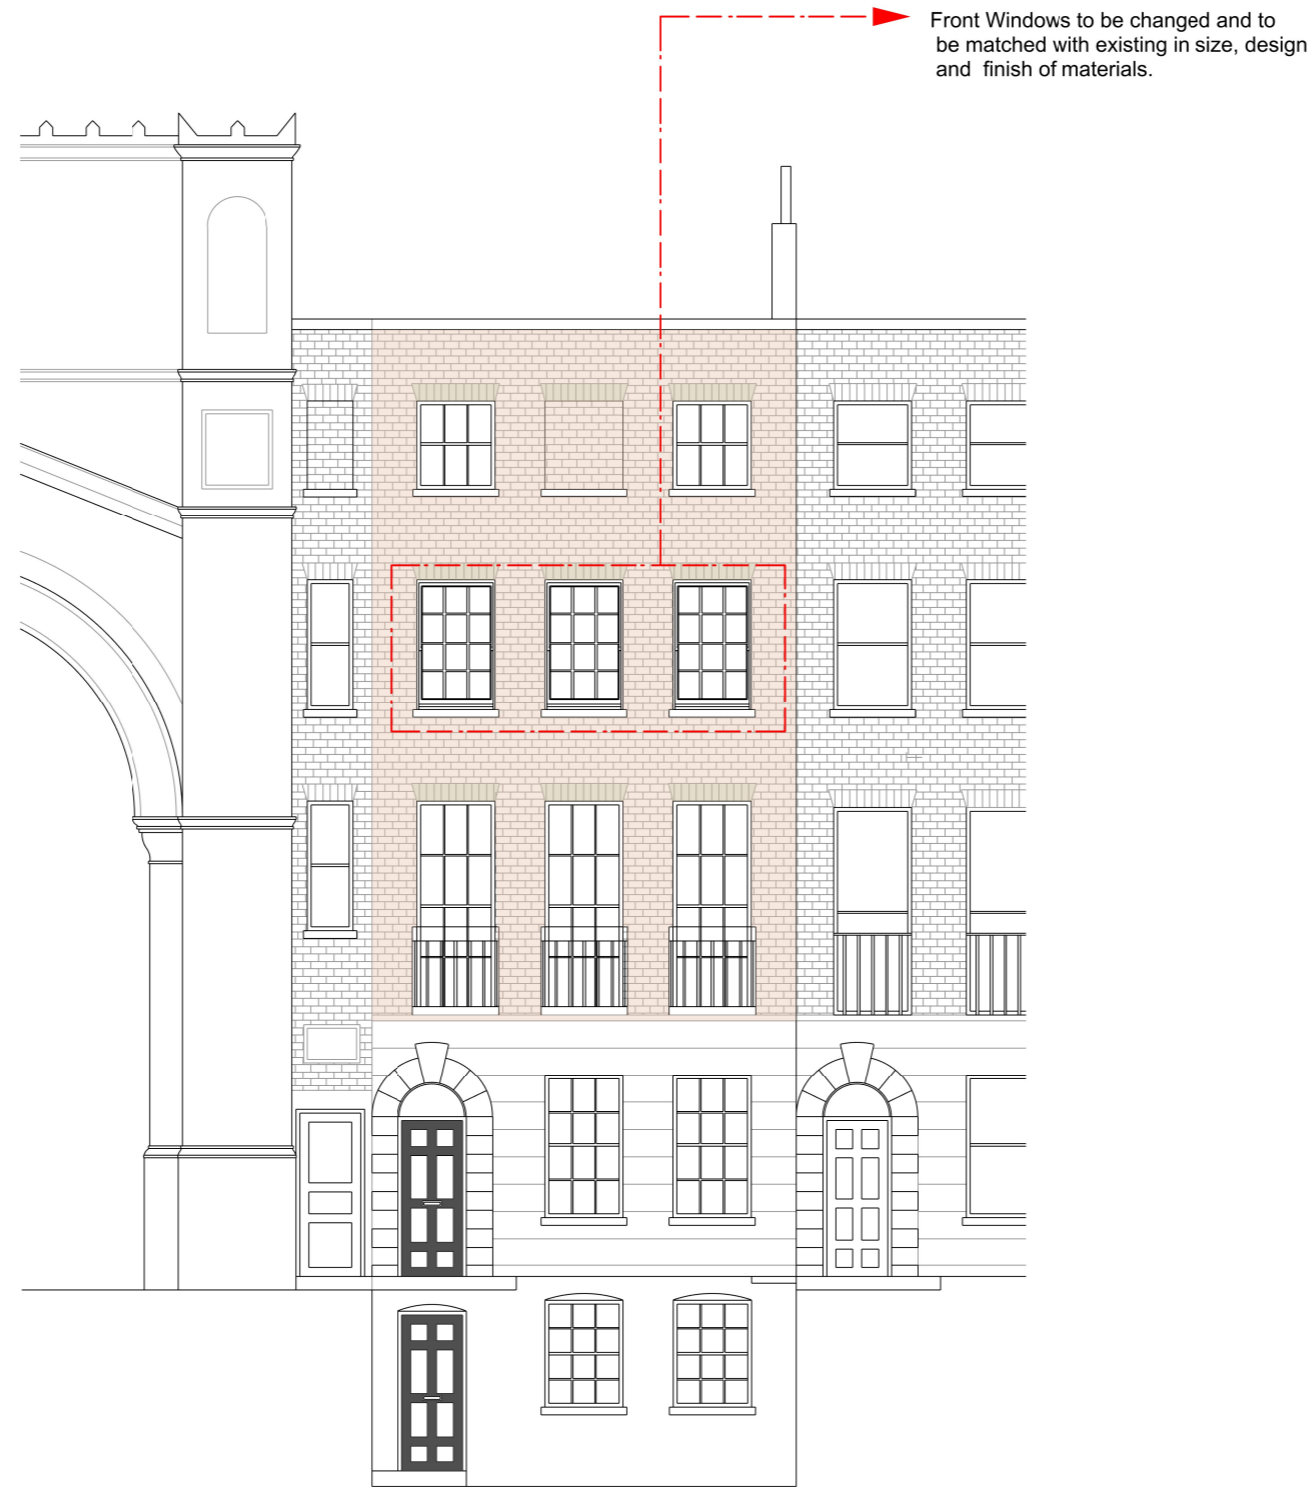 Front Windows to be changed and to
be matched with existing in size, design
and finish of materials.